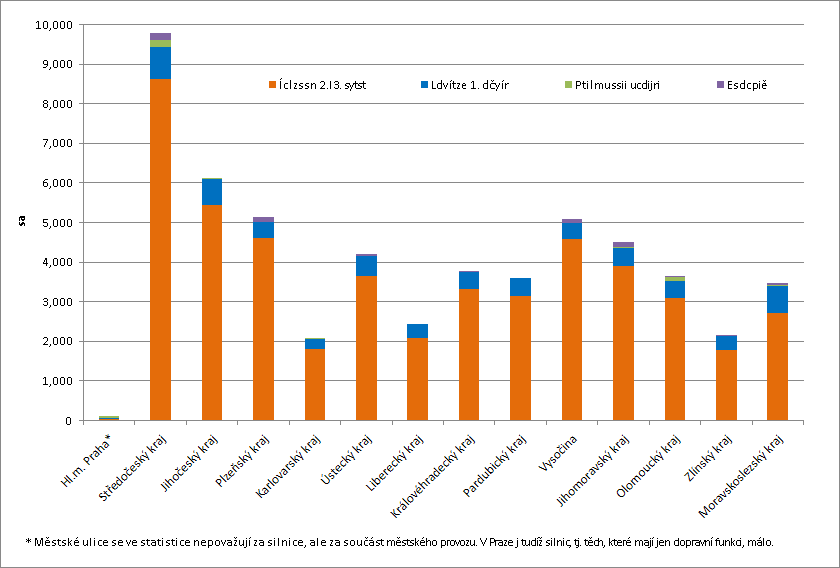 10,000
9,000
8,000
7,000
6,000
5,000
4,000
3,000
2,000
1,000
0
sa
Íclzssn 2.I3. sytst
Ldvítze 1. dčyír
Ptilmussii ucdijri
Esdcpiě
Hl.m. Praha*
Středočeský kraj
Jihočeský kraj
Plzeňský kraj
Karlovarský kraj
Ústecký kraj
Liberecký kraj
Královéhradecký kraj
Pardubický kraj
Vysočina
Jihomoravský kraj
Olomoucký kraj
Zlínský kraj
Moravskoslezský kraj
* Městské ulice se ve statistice nepovažují za silnice, ale za součást městského provozu. V Praze j tudíž silnic, tj. těch, které mají jen dopravní funkci, málo.